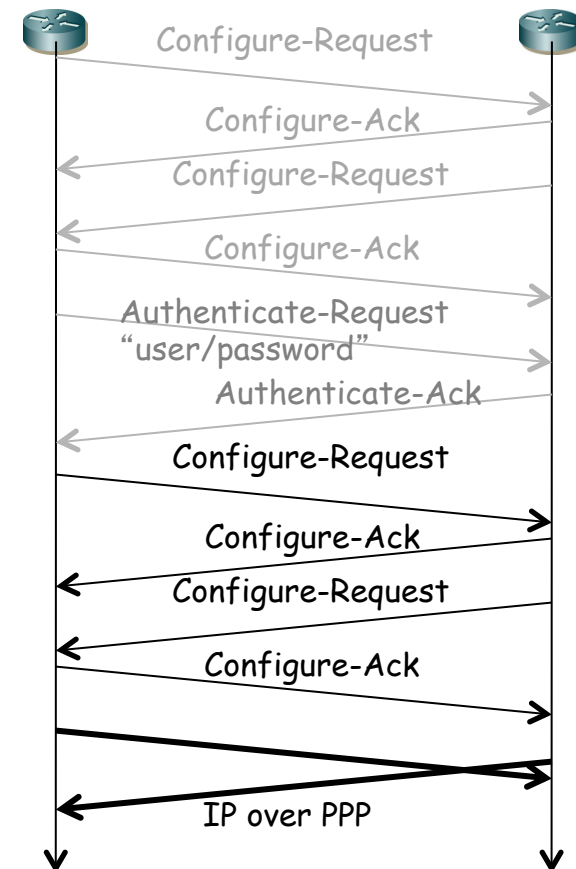 Configure-Request
Configure-Ack
Configure-Request
Configure-Ack
Authenticate-Request
“user/password”
Authenticate-Ack
Configure-Request
Configure-Ack
Configure-Request
Configure-Ack
IP over PPP